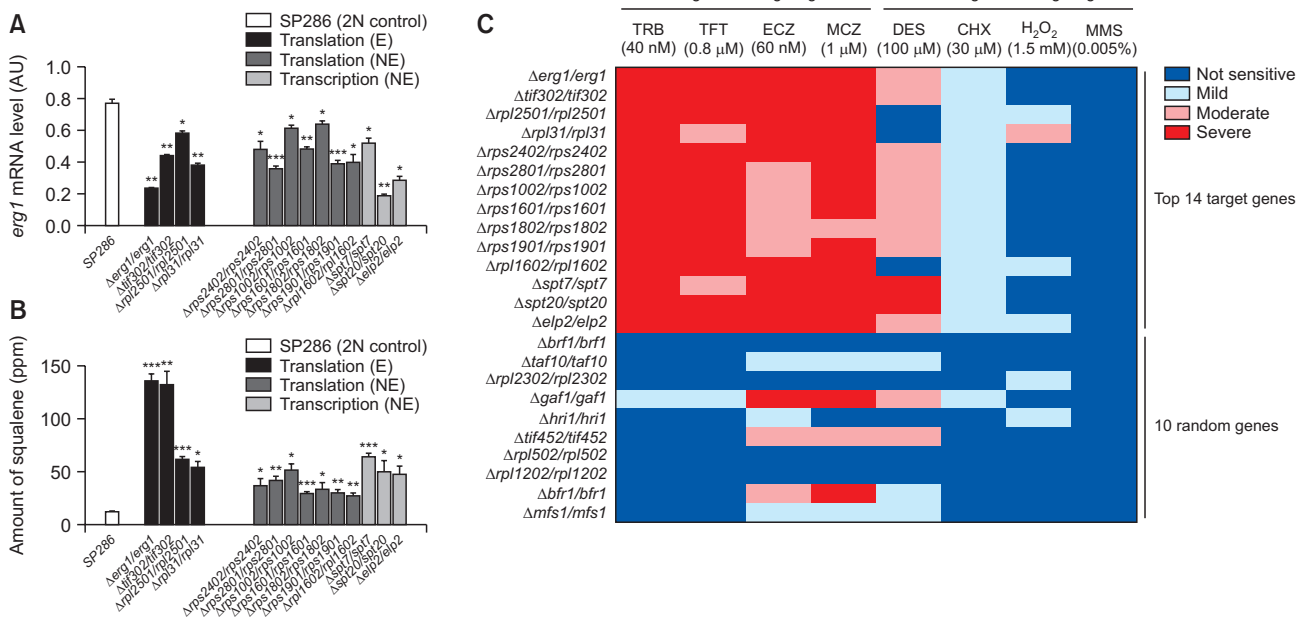 A
SP286 (2N control)
Translation (E)
Translation (NE)
Transcription (NE)
erg1 mRNA level (AU)
1.0
0.8
0.6
0.4
0.2
0.0
** ** * **
* *** * ** * *** * * ** *
SP286
Δerg1/erg1
Δtif302/tif302
Δrpl2501/rpl2501
Δrpl31/rpl31
Δrps2402/rps2402
Δrps2801/rps2801
Δrps1002/rps1002
Δrps1601/rps1601
Δrps1802/rps1802
Δrps1901/rps1901
Δrpl1602/rpl1602
Δspt7/spt7
Δspt20/spt20
Δelp2/elp2
B
SP286 (2N control)
Translation (E)
Translation (NE)
Transcription (NE)
Amount of squalene (ppm)
150
100
50
0
*** ** *** *
* ** * *** * ** ** *** * *
SP286
Δerg1/erg1
Δtif302/tif302
Δrpl2501/rpl2501
Δrpl31/rpl31
Δrps2402/rps2402
Δrps2801/rps2801
Δrps1002/rps1002
Δrps1601/rps1601
Δrps1802/rps1802
Δrps1901/rps1901
Δrpl1602/rpl1602
Δspt7/spt7
Δspt20/spt20
Δelp2/elp2
C
TRB TFT ECZ MCZ DES CHX H2O2 MMS
(40 nM) (0.8 μM) (60 nM) (1 μM) (100 μM) (30 μM) (1.5 mM) (0.005%)
Δerg1/erg1
Δtif302/tif302
Δrpl2501/rpl2501
Δrpl31/rpl31
Δrps2402/rps2402
Δrps2801/rps2801
Δrps1002/rps1002
Δrps1601/rps1601
Δrps1802/rps1802
Δrps1901/rps1901
Δrpl1602/rpl1602
Δspt7/spt7
Δspt20/spt20
Δelp2/elp2
Δbrf1/brf1
Δtaf10/taf10
Δrpl2302/rpl2302
Δgaf1/gaf1
Δhri1/hri1
Δtif452/tif452
Δrpl502/rpl502
Δrpl1202/rpl1202
Δbfr1/bfr1
Δmfs1/mfs1
Not sensitive
Mild
Moderate
Severe
Top 14 target genes
10 random genes